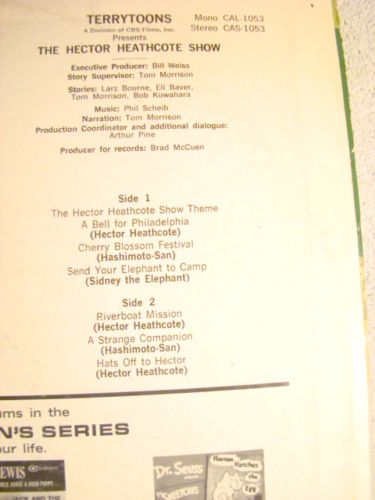 TERRYTOONS Mono CAL-1053
A Division of CBS Films, Inc. Stereo CAS-1053
Presents
THE HECTOR HEATHCOTE SHOW
Executive Producer: Bill Weiss
Story Supervisor: Tom Morrison
Stories: Larz Bourne, Eli Baver,
Tom Morrison, Bob Kuwahara
Music: Phil Scheib
Narration: Tom Morrison
Production Coordinator and additional dialogue:
Arthur Pine
Producer for records: Brad McCuen
Side 1
The Hector Heathcote Show Theme
A Bell for Philadelphia
(Hector Heathcote)
Cherry Blossom Festival
(Hashimoto-San)
Send Your Elephant to Camp
(Sidney the Elephant)
Side 2
Riverboat Mission
(Hector Heathcote)
A Strange Companion
(Hashimoto-San)
Hats Off to Hector
(Hector Heathcote)
ums in the
N'S SERIES
our life.
EWIS
Dr. Seuss
Horton
Hatches
the
Egg